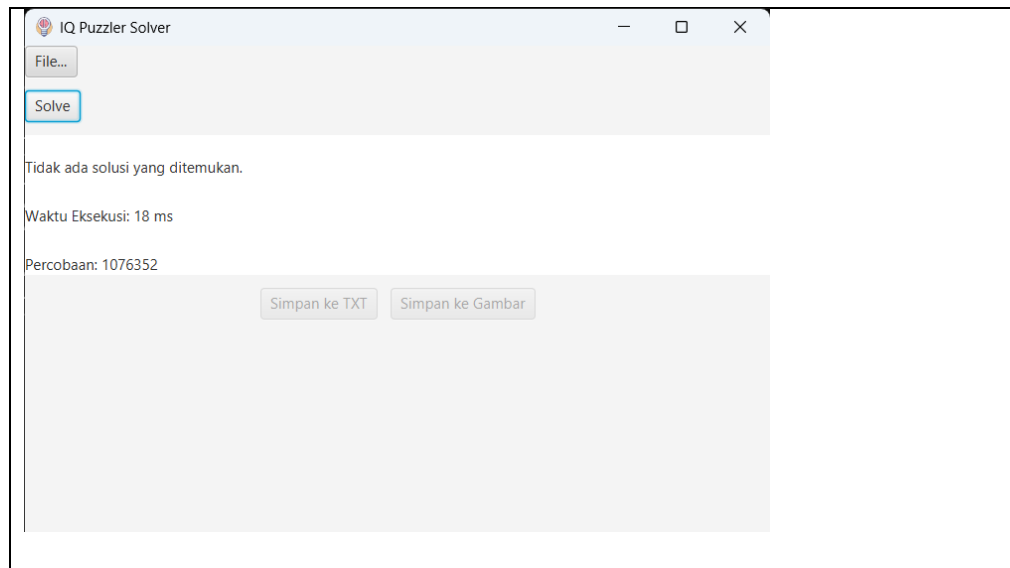 IQ Puzzler Solver
File...
Solve
Tidak ada solusi yang ditemukan.
Waktu Eksekusi: 18 ms
Percobaan: 1076352
Simpan ke TXT Simpan ke Gambar